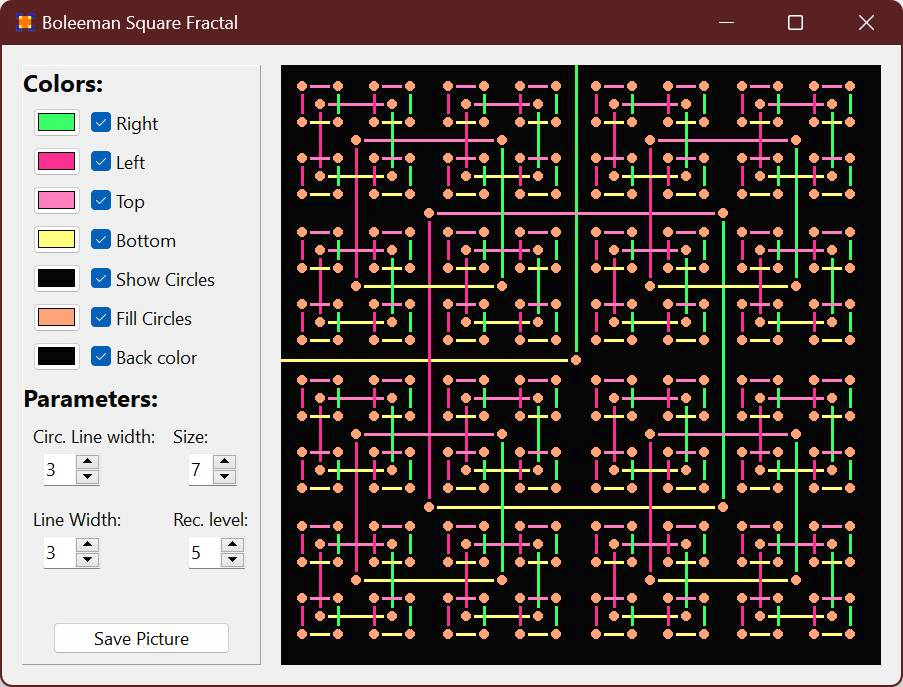 Boleeman Square Fractal
Colors:
Right
Left
Top
Bottom
Show Circles
Fill Circles
Back color
Parameters:
Circ. Line width: Size:
3 7
Line Width: Rec. level:
3 5
Save Picture